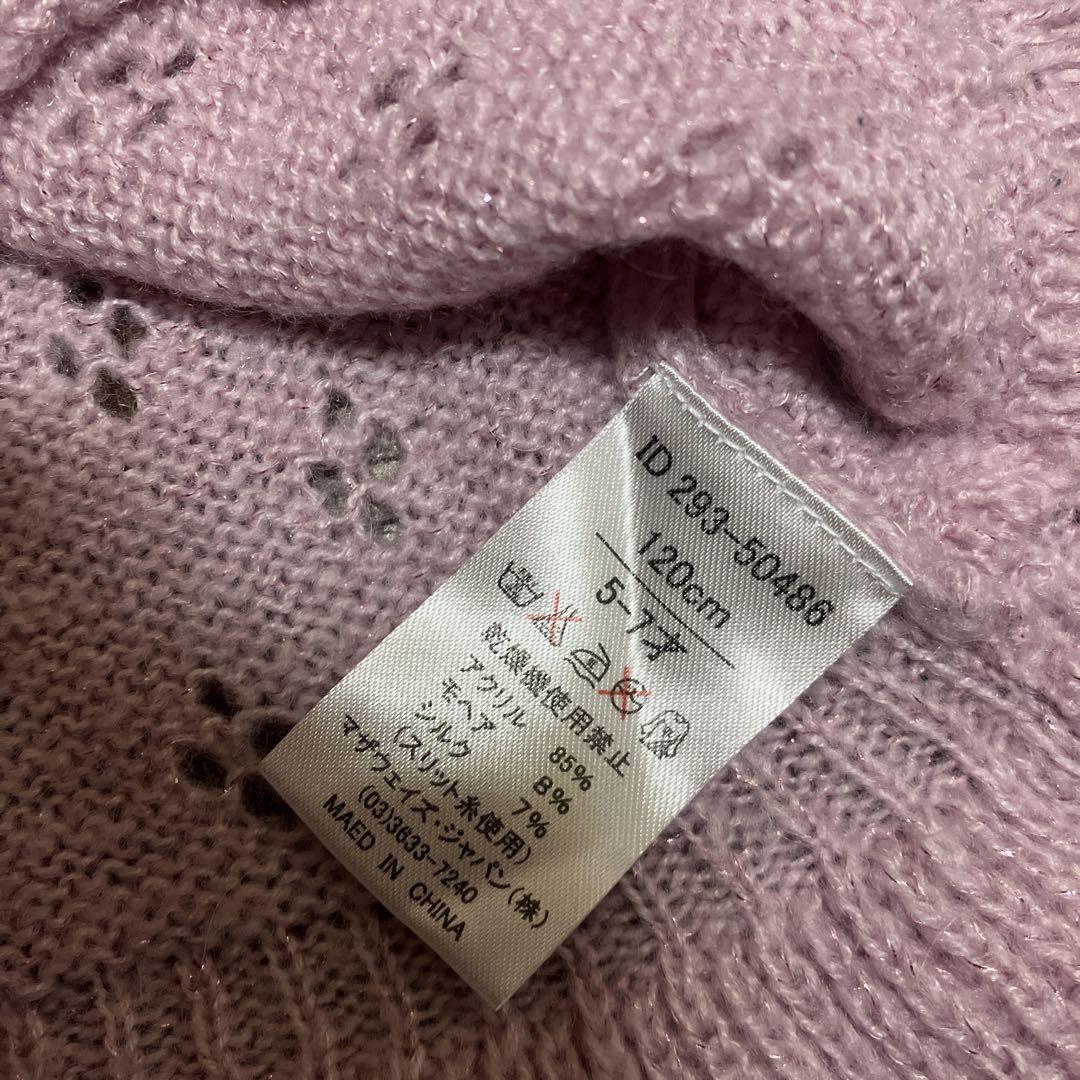 ID 293-50486
120cm
5-7才
乾燥機使用禁止
アクリル 85%
モヘア 8%
シルク 7%
(スリット糸使用)
マザウェイズ・ジャパン(株)
(03)3633-7240
MAED IN CHINA